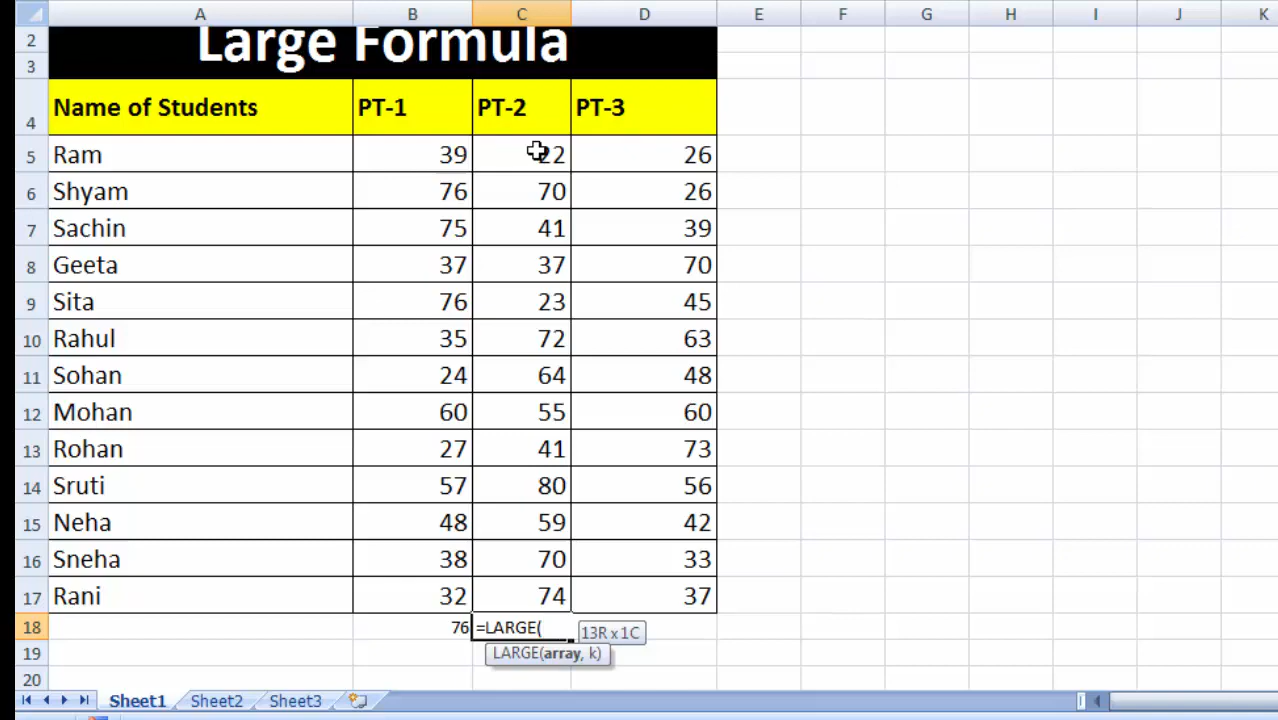 A B C D E F G H I J K
2 Large Formula
3
4 Name of Students PT-1 PT-2 PT-3
5 Ram 39 22 26
6 Shyam 76 70 26
7 Sachin 75 41 39
8 Geeta 37 37 70
9 Sita 76 23 45
10 Rahul 35 72 63
11 Sohan 24 64 48
12 Mohan 60 55 60
13 Rohan 27 41 73
14 Sruti 57 80 56
15 Neha 48 59 42
16 Sneha 38 70 33
17 Rani 32 74 37
18 76 =LARGE( 13R x 1C
19 LARGE(array, k)
20
Sheet1 Sheet2 Sheet3